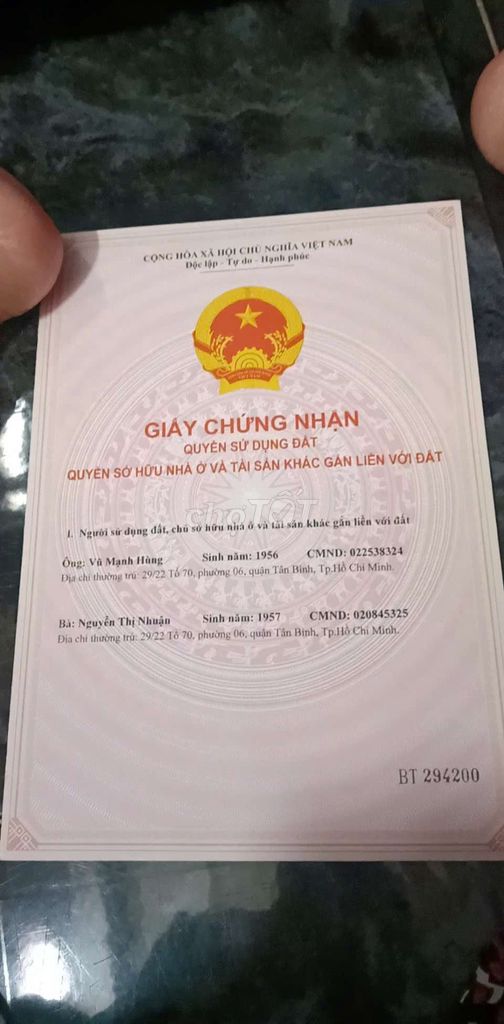 CỘNG HÒA XÃ HỘI CHỦ NGHĨA VIỆT NAM
Độc lập - Tự do - Hạnh phúc
VIỆT NAM
GIẤY CHỨNG NHẬN
QUYỀN SỬ DỤNG ĐẤT
QUYỀN SỞ HỮU NHÀ Ở VÀ TÀI SẢN KHÁC GẮN LIỀN VỚI ĐẤT
chợTỐT
I. Người sử dụng đất, chủ sở hữu nhà ở và tài sản khác gắn liền với đất
Ông: Vũ Mạnh Hùng Sinh năm: 1956 CMND: 022538324
Địa chỉ thường trú: 29/22 Tổ 70, phường 06, quận Tân Bình, Tp.Hồ Chí Minh.
Bà: Nguyễn Thị Nhuận Sinh năm: 1957 CMND: 020845325
Địa chỉ thường trú: 29/22 Tổ 70, phường 06, quận Tân Bình, Tp.Hồ Chí Minh.
BT 294200